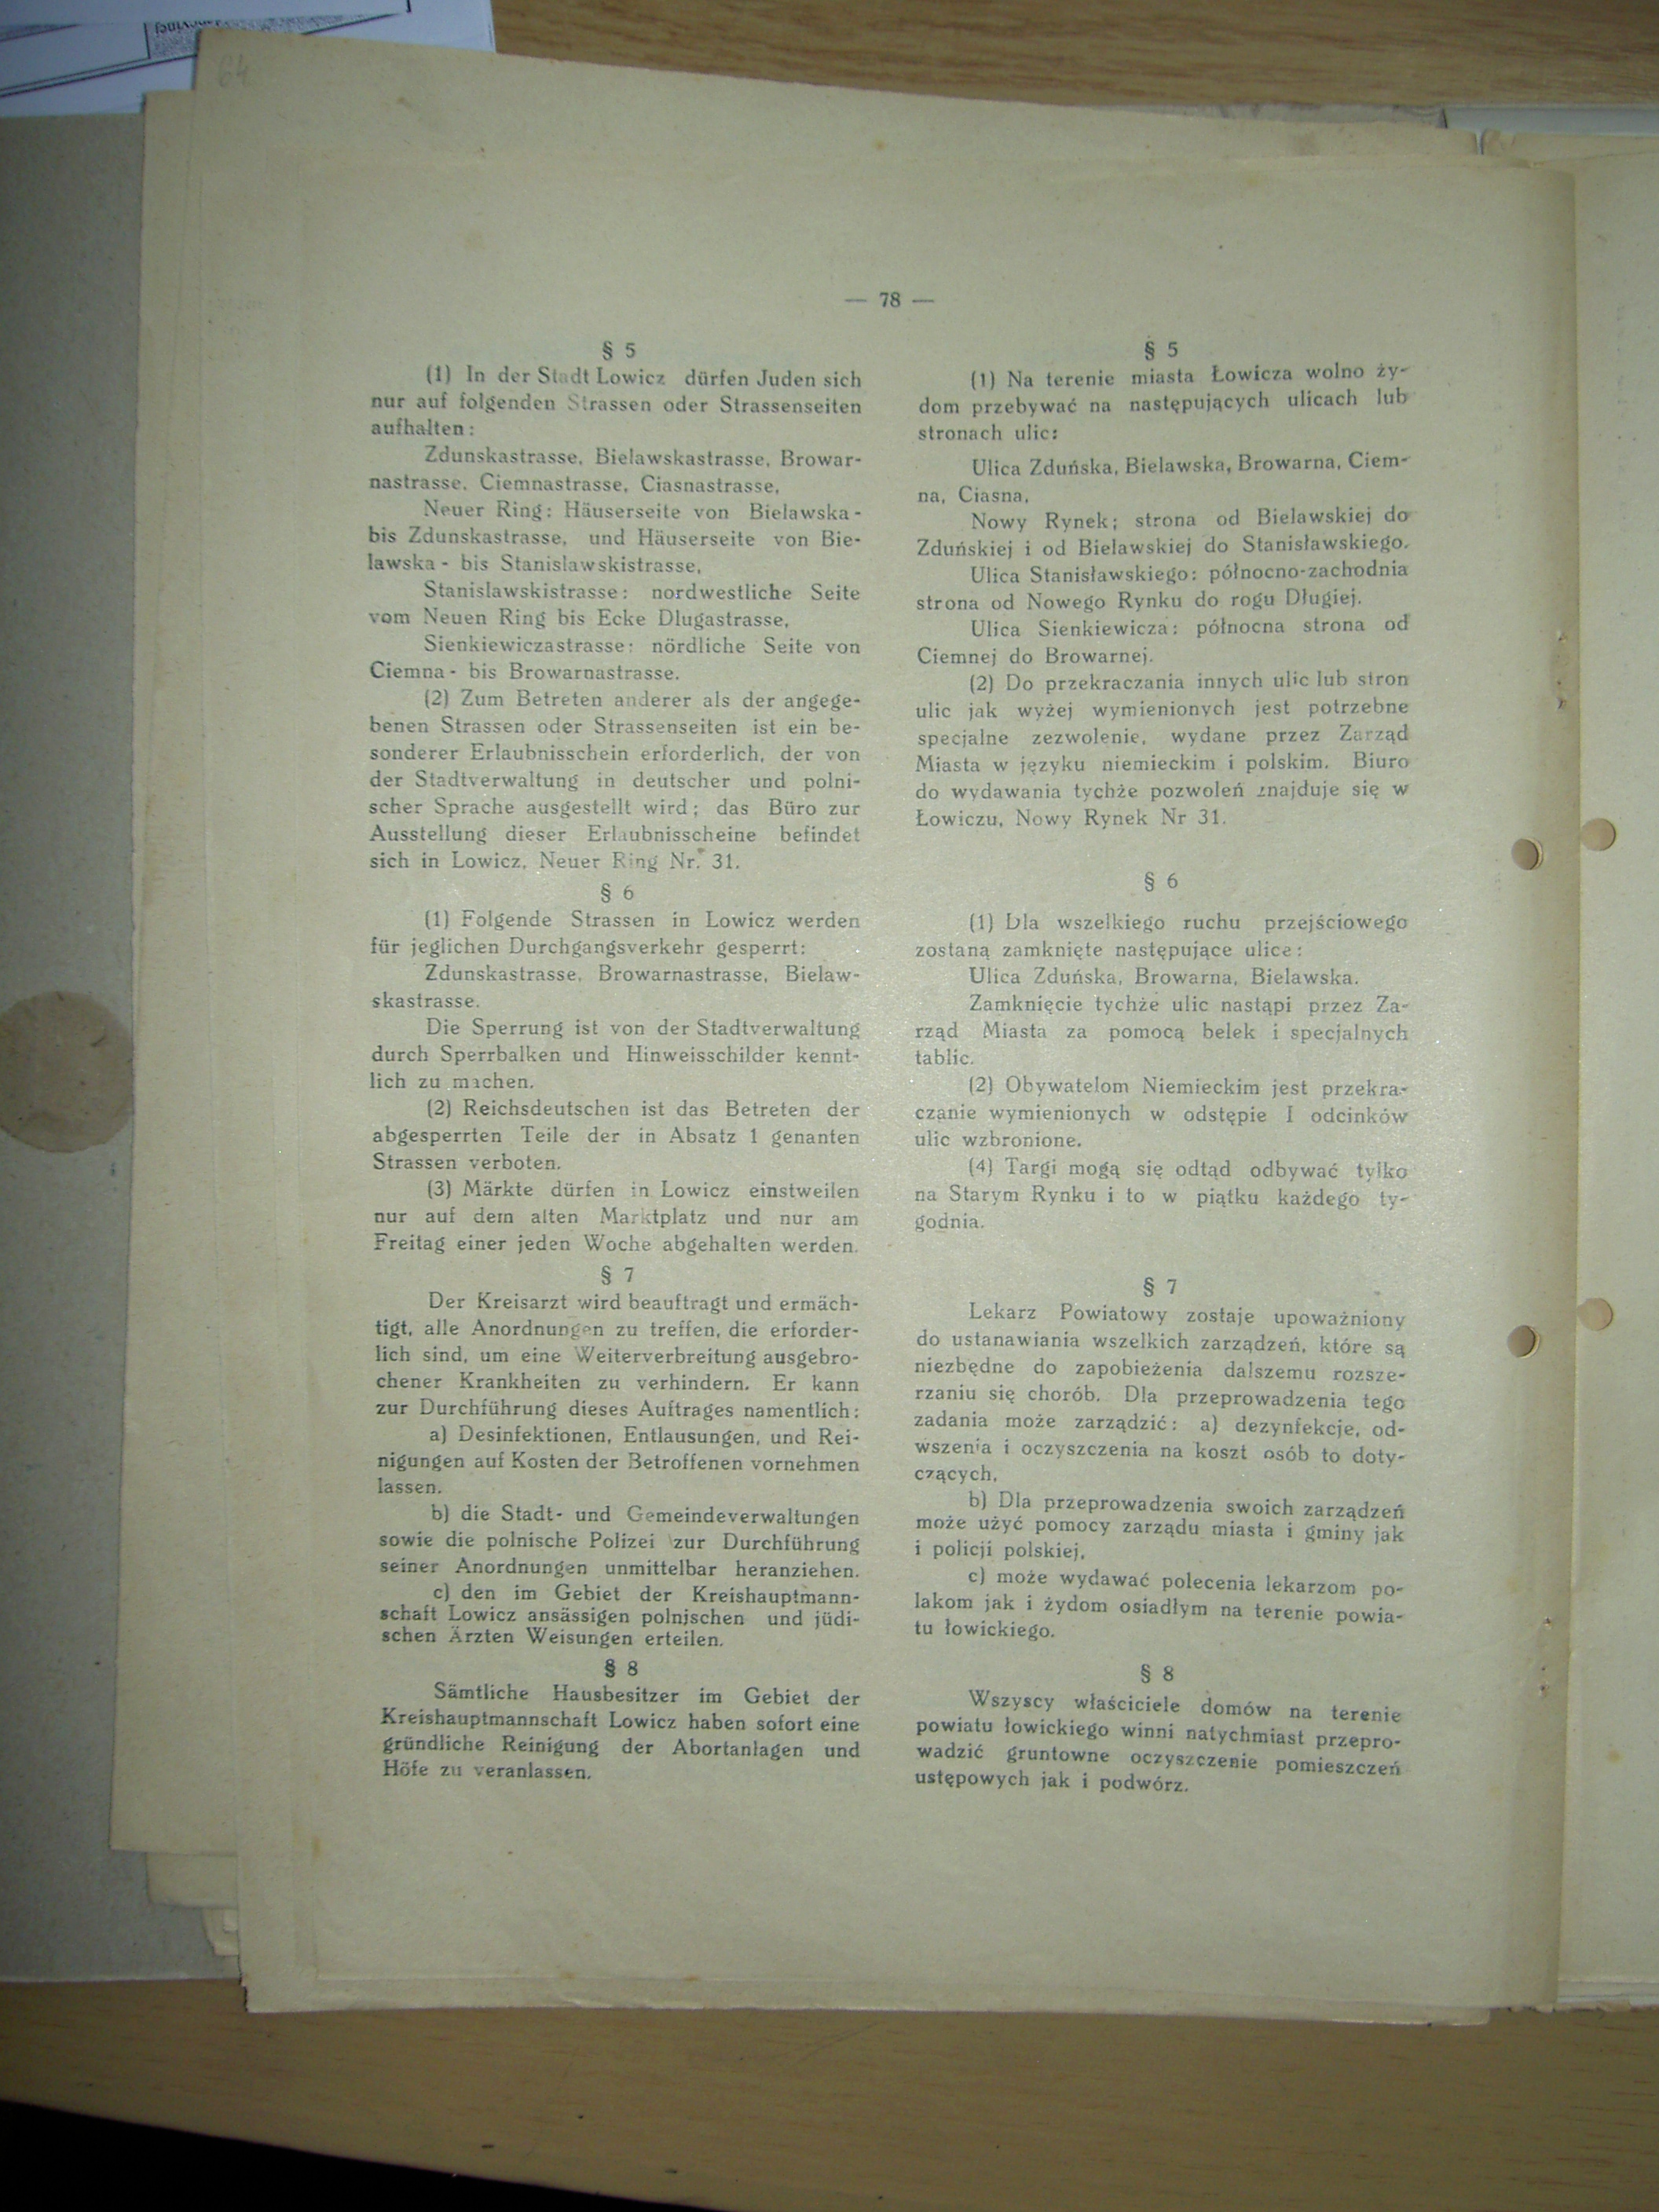 64
— 78 —
§ 5
(1) In der Stadt Lowicz dürfen Juden sich
nur auf folgenden Strassen oder Strassenseiten
aufhalten:
Zdunskastrasse, Bielawskastrasse, Browar-
nastrasse, Ciemnastrasse, Ciasnastrasse,
Neuer Ring: Häuserseite von Bielawska-
bis Zdunskastrasse, und Häuserseite von Bie-
lawska- bis Stanislawskistrasse,
Stanislawskistrasse: nordwestliche Seite
vom Neuen Ring bis Ecke Dlugastrasse,
Sienkiewiczastrasse: nördliche Seite von
Ciemna- bis Browarnastrasse.
(2) Zum Betreten anderer als der angege-
benen Strassen oder Strassenseiten ist ein be-
sonderer Erlaubnisschein erforderlich, der von
der Stadtverwaltung in deutscher und polni-
scher Sprache ausgestellt wird; das Büro zur
Ausstellung dieser Erlaubnisscheine befindet
sich in Lowicz, Neuer Ring Nr. 31.
§ 6
(1) Folgende Strassen in Lowicz werden
für jeglichen Durchgangsverkehr gesperrt:
Zdunskastrasse, Browarnastrasse, Bielaw-
skastrasse.
Die Sperrung ist von der Stadtverwaltung
durch Sperrbalken und Hinweisschilder kennt-
lich zu machen.
(2) Reichsdeutschen ist das Betreten der
abgesperrten Teile der in Absatz 1 genanten
Strassen verboten.
(3) Märkte dürfen in Lowicz einstweilen
nur auf dem alten Marktplatz und nur am
Freitag einer jeden Woche abgehalten werden.
§ 7
Der Kreisarzt wird beauftragt und ermäch-
tigt, alle Anordnungen zu treffen, die erforder-
lich sind, um eine Weiterverbreitung ausgebro-
chener Krankheiten zu verhindern. Er kann
zur Durchführung dieses Auftrages namentlich:
a) Desinfektionen, Entlausungen, und Rei-
nigungen auf Kosten der Betroffenen vornehmen
lassen.
b) die Stadt- und Gemeindeverwaltungen
sowie die polnische Polizei zur Durchführung
seiner Anordnungen unmittelbar heranziehen.
c) den im Gebiet der Kreishauptmann-
schaft Lowicz ansässigen polnischen und jüdi-
schen Ärzten Weisungen erteilen.
§ 8
Sämtliche Hausbesitzer im Gebiet der
Kreishauptmannschaft Lowicz haben sofort eine
gründliche Reinigung der Abortanlagen und
Höfe zu veranlassen.
§ 5
(1) Na terenie miasta Łowicza wolno ży-
dom przebywać na następujących ulicach lub
stronach ulic:
Ulica Zduńska, Bielawska, Browarna, Ciem-
na, Ciasna,
Nowy Rynek; strona od Bielawskiej do
Zduńskiej i od Bielawskiej do Stanisławskiego.
Ulica Stanisławskiego: północno-zachodnia
strona od Nowego Rynku do rogu Długiej.
Ulica Sienkiewicza: północna strona od
Ciemnej do Browarnej.
(2) Do przekraczania innych ulic lub stron
ulic jak wyżej wymienionych jest potrzebne
specjalne zezwolenie, wydane przez Zarząd
Miasta w języku niemieckim i polskim. Biuro
do wydawania tychże pozwoleń znajduje się w
Łowiczu, Nowy Rynek Nr 31.
§ 6
(1) Dla wszelkiego ruchu przejściowego
zostaną zamknięte następujące ulice:
Ulica Zduńska, Browarna, Bielawska.
Zamknięcie tychże ulic nastąpi przez Za-
rząd Miasta za pomocą belek i specjalnych
tablic.
(2) Obywatelom Niemieckim jest przekra-
czanie wymienionych w odstępie I odcinków
ulic wzbronione.
(4) Targi mogą się odtąd odbywać tylko
na Starym Rynku i to w piątku każdego ty-
godnia.
§ 7
Lekarz Powiatowy zostaje upoważniony
do ustanawiania wszelkich zarządzeń, które są
niezbędne do zapobieżenia dalszemu rozsze-
rzaniu się chorób. Dla przeprowadzenia tego
zadania może zarządzić: a) dezynfekcje, od-
wszenia i oczyszczenia na koszt osób to doty-
czących,
b) Dla przeprowadzenia swoich zarządzeń
może użyć pomocy zarządu miasta i gminy jak
i policji polskiej,
c) może wydawać polecenia lekarzom po-
lakom jak i żydom osiadłym na terenie powia-
tu łowickiego.
§ 8
Wszyscy właściciele domów na terenie
powiatu łowickiego winni natychmiast przepro-
wadzić gruntowne oczyszczenie pomieszczeń
ustępowych jak i podwórz.